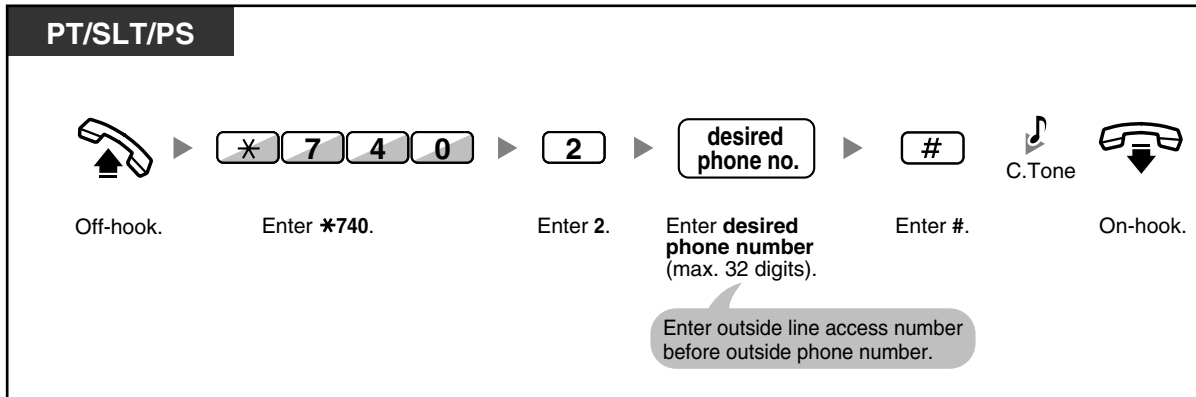 PT/SLT/PS
* 7 4 0
2
desired
phone no.
#
C.Tone
Off-hook.
Enter *740.
Enter 2.
Enter desired
phone number
(max. 32 digits).
Enter #.
On-hook.
Enter outside line access number
before outside phone number.